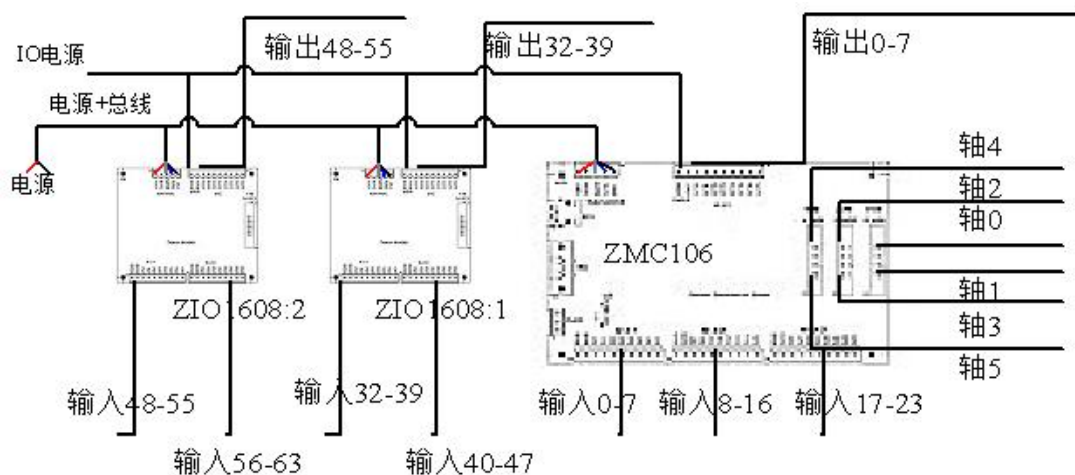 输出48-55
输出32-39
输出0-7
IO电源
电源+总线
电源
轴4
轴2
轴0
ZMC106
ZIO1608:2
ZIO1608:1
轴1
轴3
轴5
输入48-55
输入32-39
输入0-7
输入8-16
输入17-23
输入56-63
输入40-47